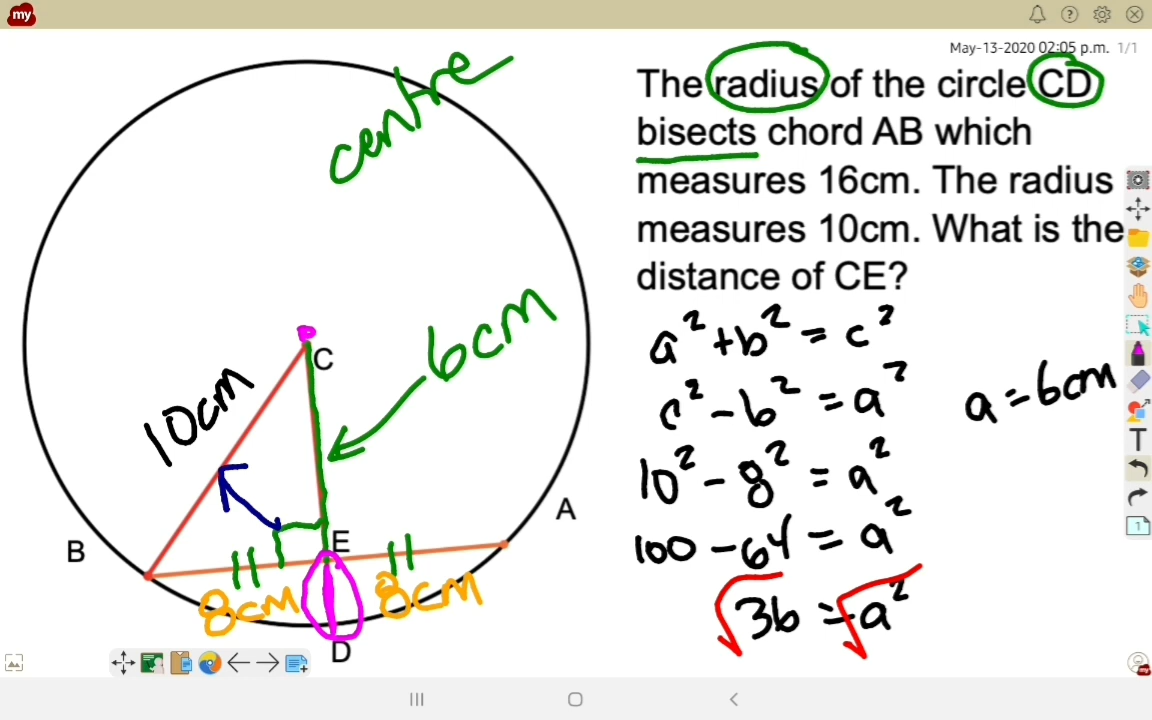 my
May-13-2020 02:05 p.m. 1/1
The radius of the circle CD
bisects chord AB which
measures 16cm. The radius
measures 10cm. What is the
distance of CE?
centre
C
10cm
6cm
E
B
A
8cm
8cm
D
a² + b² = c²
c² - b² = a²
10² - 8² = a²
100 - 64 = a²
√36 = √a²
a = 6cm
T
1